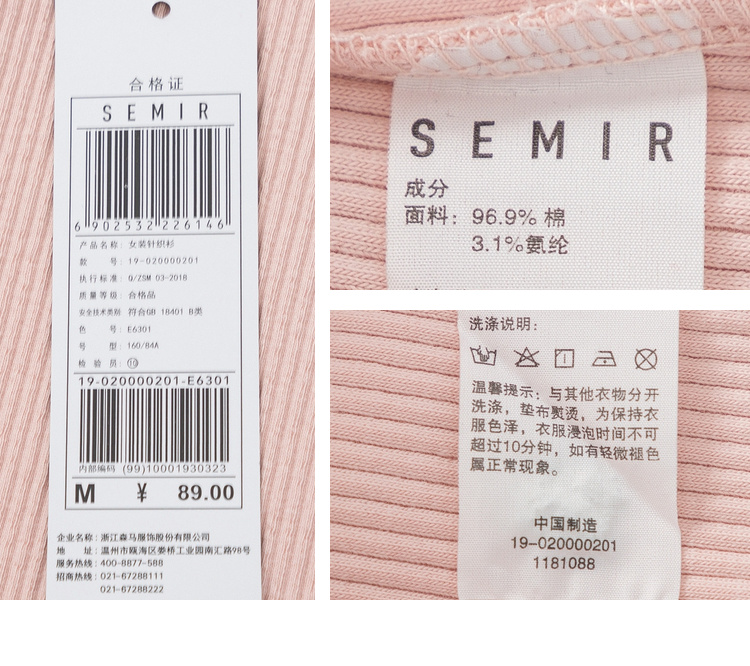 合格证
SEMIR
6 902532 226146
产品名称: 女装针织衫
款 号: 19-020000201
执行标准: Q/ZSM 03-2018
质量等级: 合格品
安全技术类别: 符合GB 18401 B类
色 号: E6301
号 型: 160/84A
检 验 员: 10
19-020000201-E6301
内部编码 (99)10001930323
M ¥ 89.00
企业名称: 浙江森马服饰股份有限公司
地 址: 温州市瓯海区娄桥工业园南汇路98号
服务热线: 400-8877-588
招商热线: 021-67288111
021-67288222
SEMIR
成分
面料: 96.9% 棉
3.1%氨纶
洗涤说明:
温馨提示: 与其他衣物分开
洗涤, 垫布熨烫, 为保持衣
服色泽, 衣服浸泡时间不可
超过10分钟, 如有轻微褪色
属正常现象。
中国制造
19-020000201
1181088